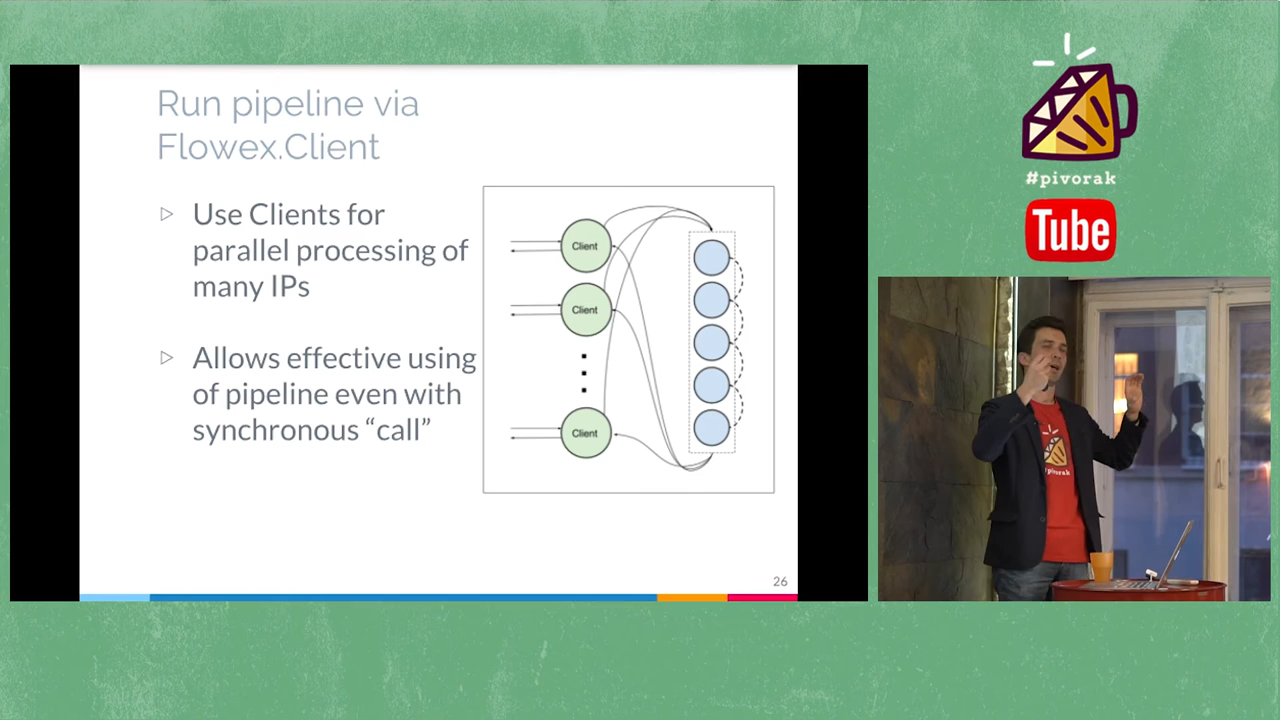 Run pipeline via
Flowex.Client
▷ Use Clients for
parallel processing of
many IPs
▷ Allows effective using
of pipeline even with
synchronous “call”
Client
Client
Client
26
#pivorak
Tube
#pivorak